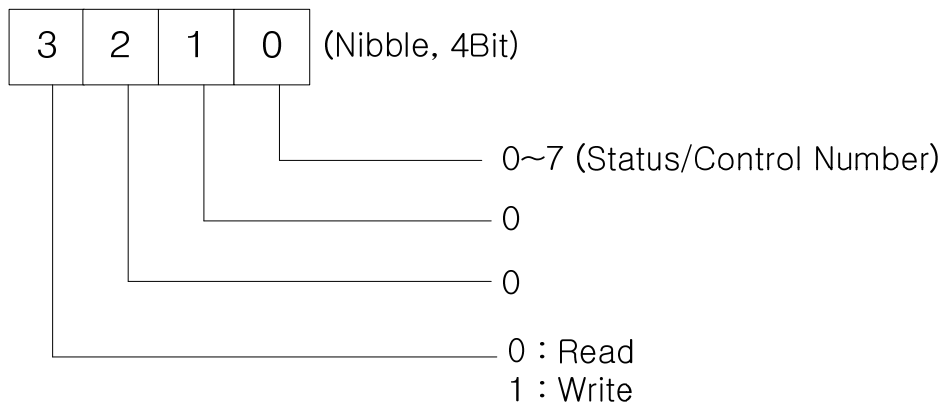 3 2 1 0 (Nibble, 4Bit)
0~7 (Status/Control Number)
0
0
0 : Read
1 : Write